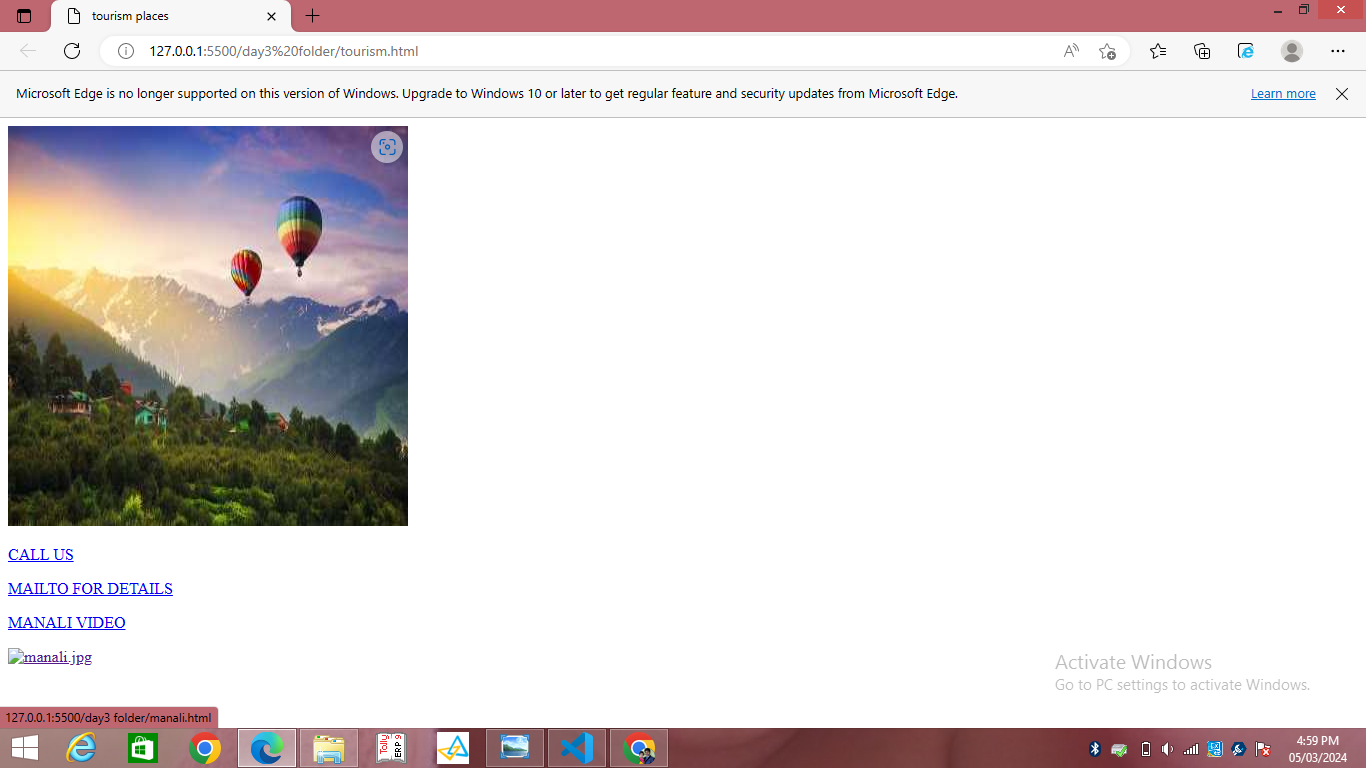 tourism places
127.0.0.1:5500/day3%20folder/tourism.html
Microsoft Edge is no longer supported on this version of Windows. Upgrade to Windows 10 or later to get regular feature and security updates from Microsoft Edge.
Learn more
CALL US
MAILTO FOR DETAILS
MANALI VIDEO
manali.jpg
Activate Windows
Go to PC settings to activate Windows.
127.0.0.1:5500/day3 folder/manali.html
Tally
ERP 9
4:59 PM
05/03/2024